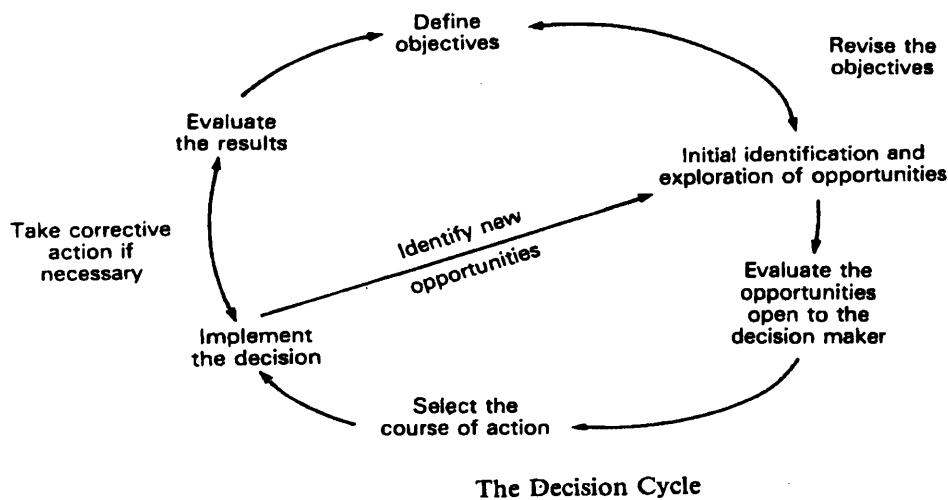 Define
objectives
Revise the
objectives
Evaluate
the results
Initial identification and
exploration of opportunities
Take corrective
action if
necessary
Identify new
opportunities
Evaluate the
opportunities
open to the
decision maker
Implement
the decision
Select the
course of action
The Decision Cycle